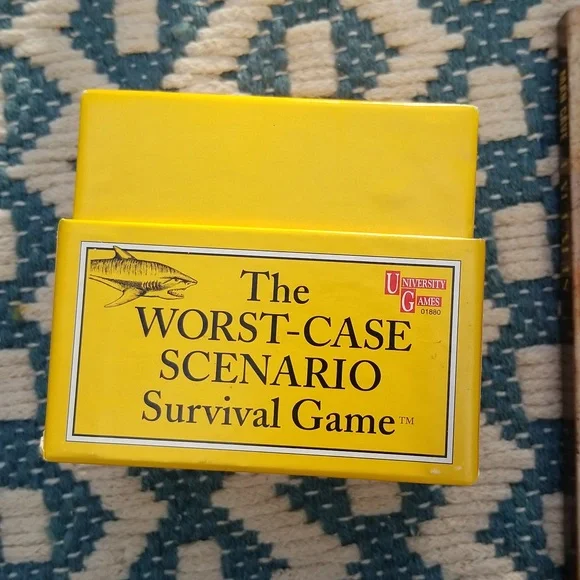 The
WORST-CASE
SCENARIO
Survival Game™
UNIVERSITY
GAMES
01880